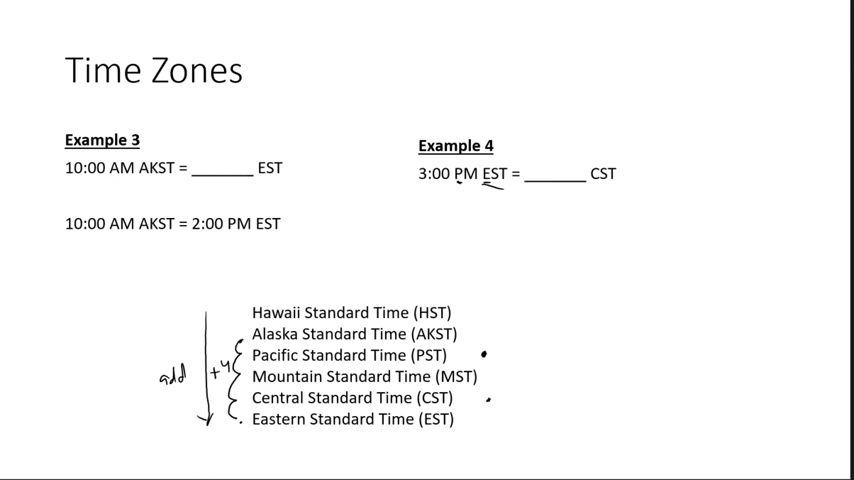 Time Zones
Example 3
10:00 AM AKST = _______ EST
10:00 AM AKST = 2:00 PM EST
Example 4
3:00 PM EST = _______ CST
Hawaii Standard Time (HST)
Alaska Standard Time (AKST)
Pacific Standard Time (PST)
Mountain Standard Time (MST)
Central Standard Time (CST)
Eastern Standard Time (EST)
add
+4